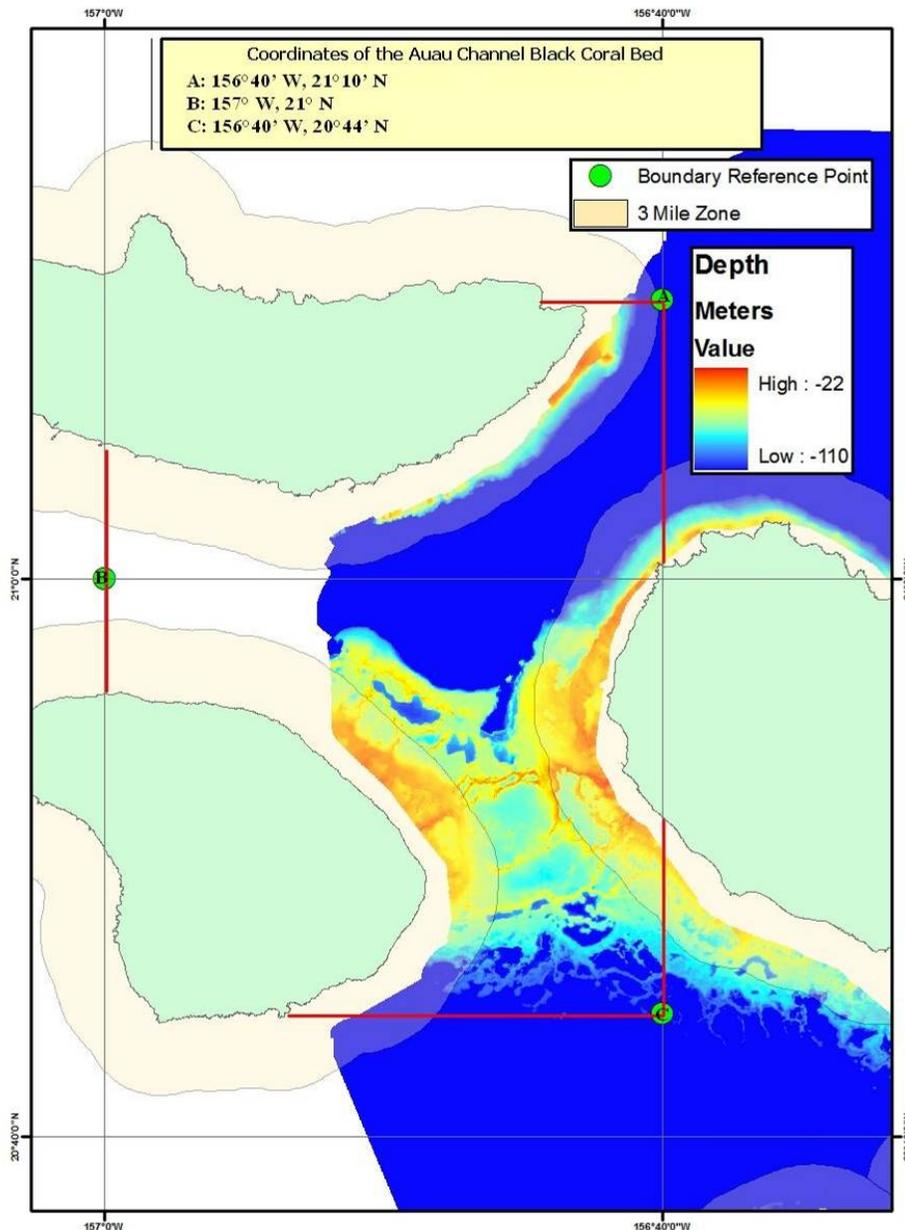 157°0'0"W
156°40'0"W
Coordinates of the Auau Channel Black Coral Bed
A: 156°40’ W, 21°10’ N
B: 157° W, 21° N
C: 156°40’ W, 20°44’ N
Boundary Reference Point
3 Mile Zone
Depth
Meters
Value
High : -22
Low : -110
A
B
C
21°0'0"N
20°40'0"N
157°0'0"W
156°40'0"W